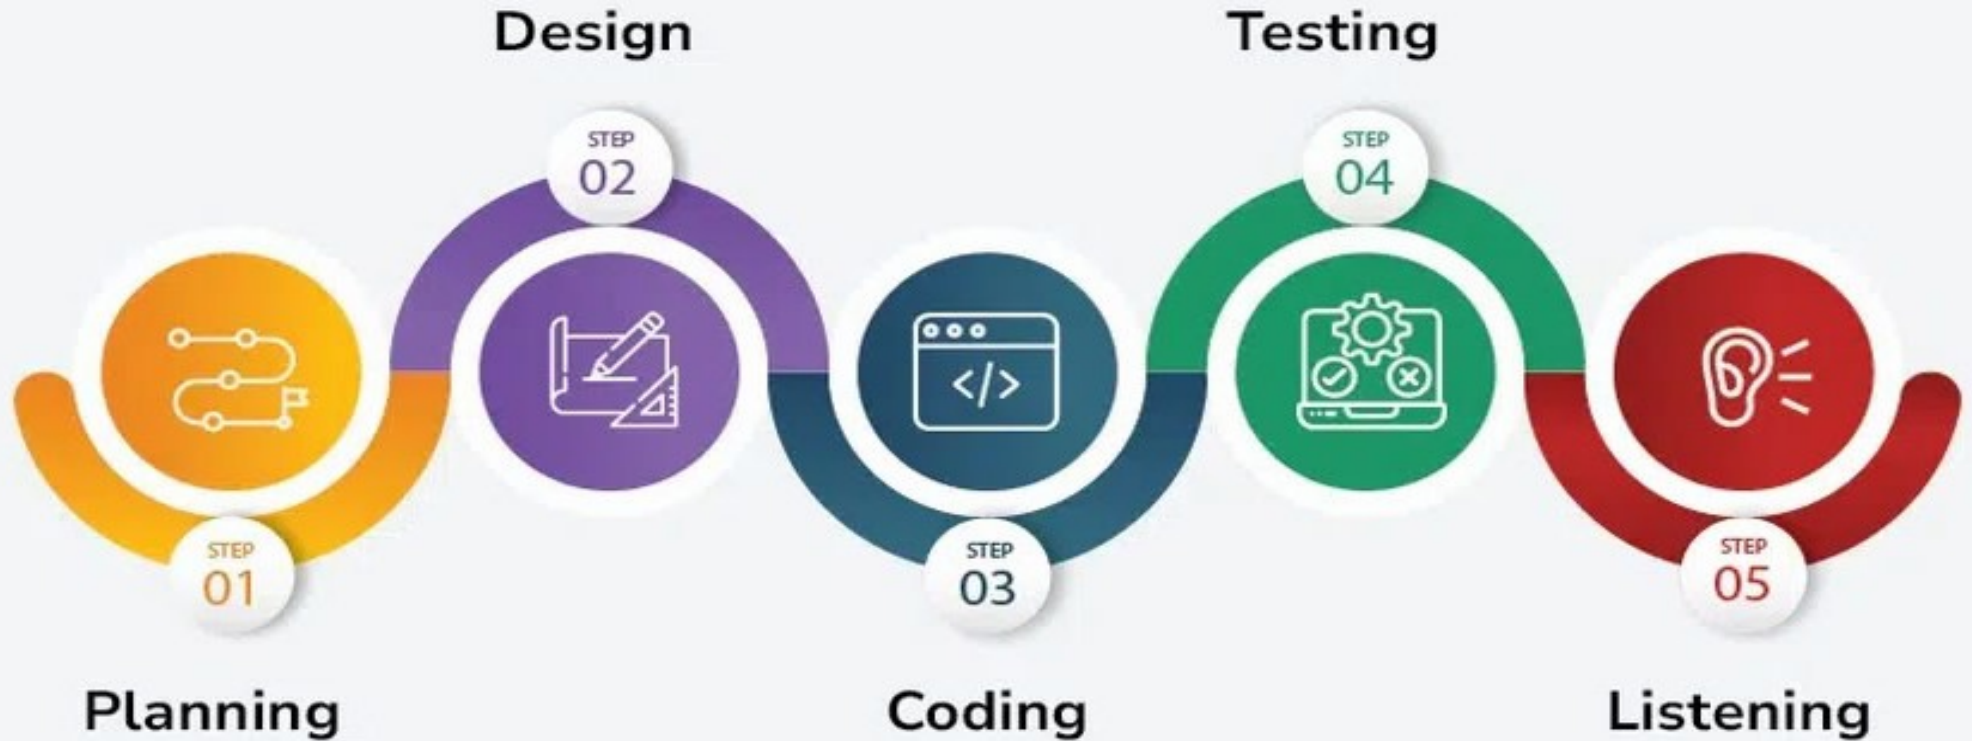 Design
Testing
STEP
02
STEP
04
</>
STEP
01
STEP
03
STEP
05
Planning
Coding
Listening